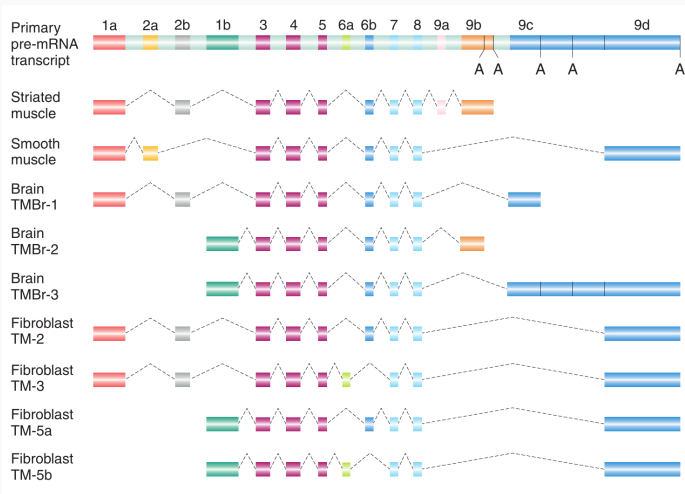 Primary
pre-mRNA
transcript
1a 2a 2b 1b 3 4 5 6a 6b 7 8 9a 9b 9c 9d
A A A A A
Striated
muscle
Smooth
muscle
Brain
TMBr-1
Brain
TMBr-2
Brain
TMBr-3
Fibroblast
TM-2
Fibroblast
TM-3
Fibroblast
TM-5a
Fibroblast
TM-5b